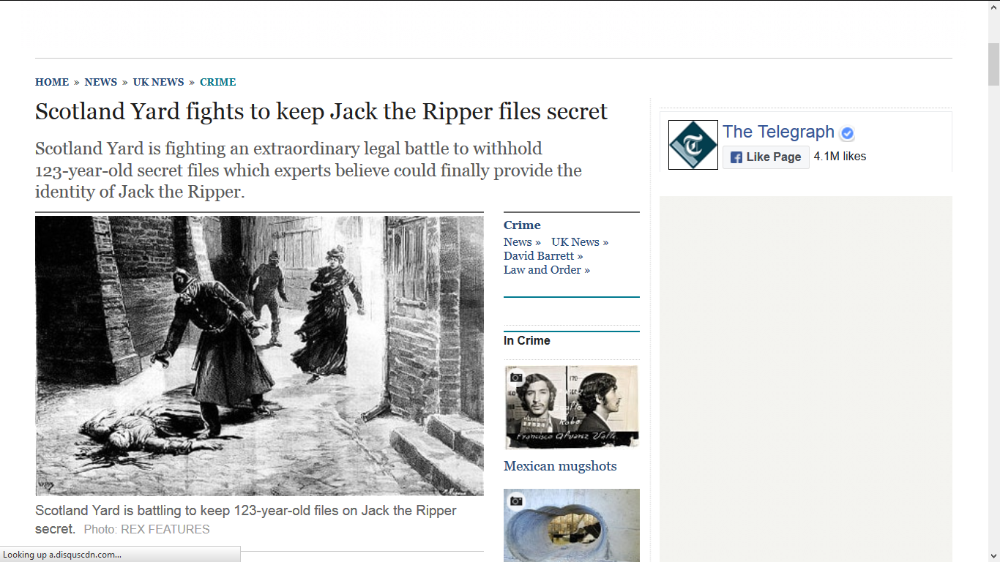 HOME » NEWS » UK NEWS » CRIME
Scotland Yard fights to keep Jack the Ripper files secret
Scotland Yard is fighting an extraordinary legal battle to withhold
123-year-old secret files which experts believe could finally provide the
identity of Jack the Ripper.
Scotland Yard is battling to keep 123-year-old files on Jack the Ripper
secret. Photo: REX FEATURES
Crime
News » UK News »
David Barrett »
Law and Order »
In Crime
170
Robo
Francisco Alvarez Valle
Mexican mugshots
The Telegraph
Like Page 4.1M likes
Looking up a.disquscdn.com...